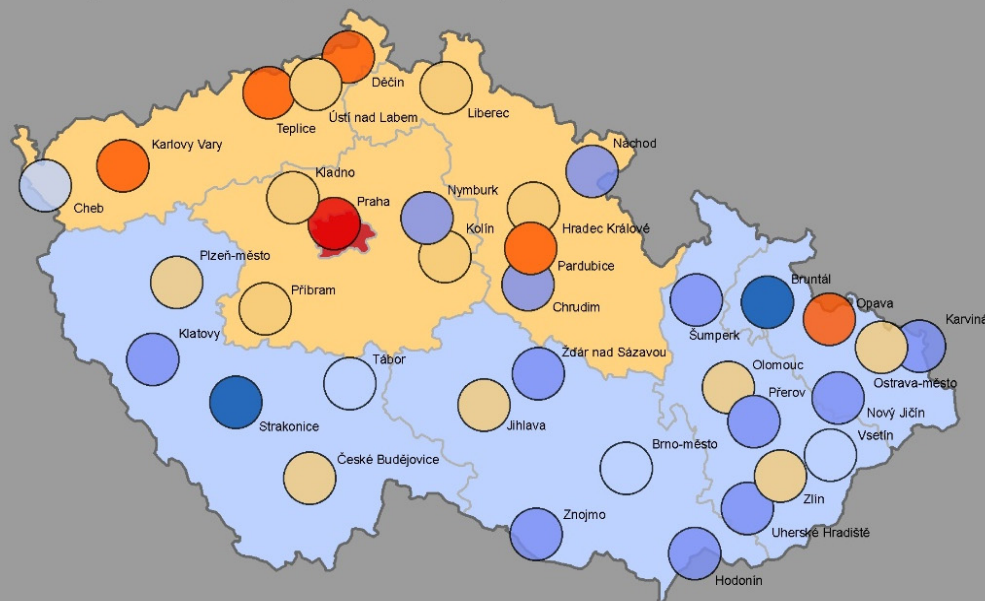 Děčín
Teplice
Ústí nad Labem
Liberec
Karlovy Vary
Náchod
Cheb
Kladno
Praha
Nymburk
Kolín
Hradec Králové
Plzeň-město
Pardubice
Příbram
Chrudim
Bruntál
Opava
Karviná
Klatovy
Šumperk
Tábor
Žďár nad Sázavou
Olomouc
Ostrava-město
Přerov
Nový Jičín
Strakonice
Jihlava
Vsetín
Brno-město
České Budějovice
Zlín
Znojmo
Uherské Hradiště
Hodonín